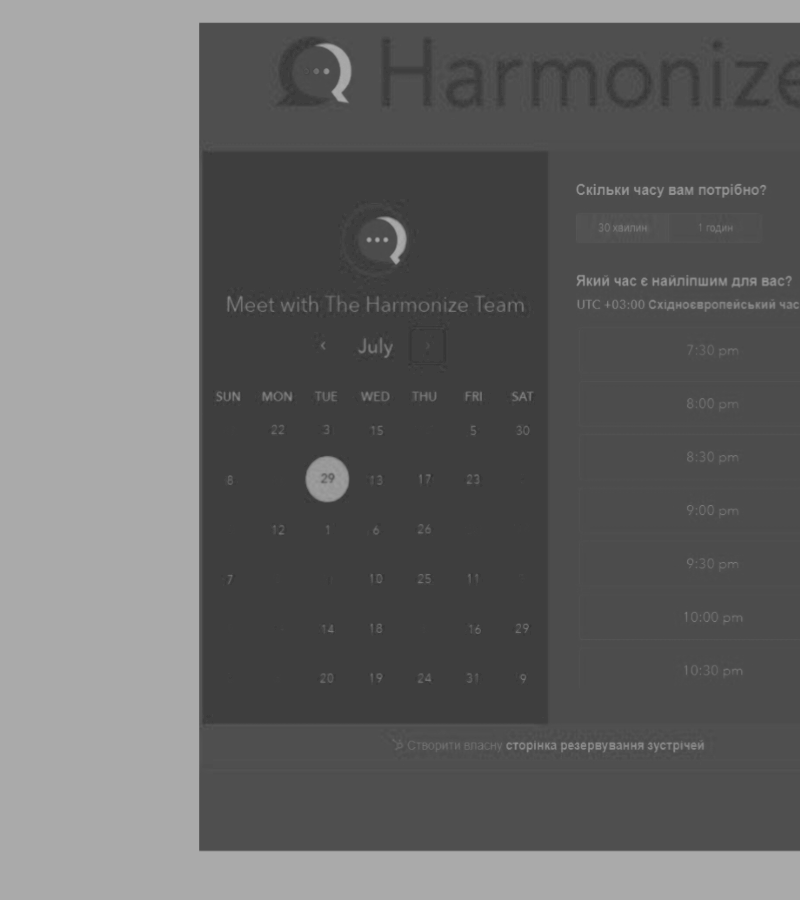 Harmonize
Meet with The Harmonize Team
‹ July ›
SUN MON TUE WED THU FRI SAT
22 3 15 5 30
8 29 13 17 23
12 1 6 26
7 10 25 11
14 18 16 29
20 19 24 31 9
Скільки часу вам потрібно?
30 хвилин 1 годин
Який час є найліпшим для вас?
UTC +03:00 Східноєвропейський час
7:30 pm
8:00 pm
8:30 pm
9:00 pm
9:30 pm
10:00 pm
10:30 pm
Створити власну сторінка резервування зустрічей